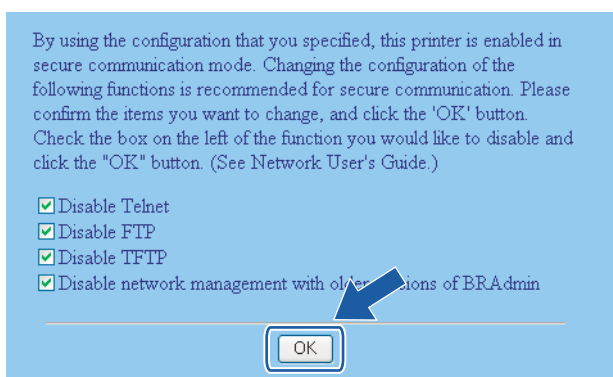 By using the configuration that you specified, this printer is enabled in
secure communication mode. Changing the configuration of the
following functions is recommended for secure communication. Please
confirm the items you want to change, and click the 'OK' button.
Check the box on the left of the function you would like to disable and
click the "OK" button. (See Network User's Guide.)
Disable Telnet
Disable FTP
Disable TFTP
Disable network management with older of BRAdmin
OK